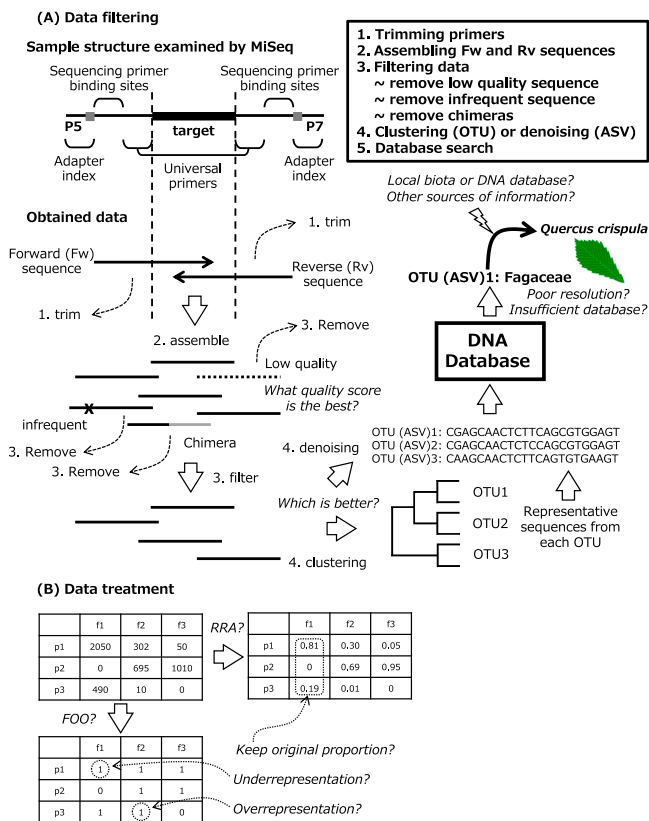 (A) Data filtering
Sample structure examined by MiSeq
Sequencing primer
binding sites
Sequencing primer
binding sites
P5
target
P7
Adapter
index
Universal
primers
Adapter
index
1. Trimming primers
2. Assembling Fw and Rv sequences
3. Filtering data
~ remove low quality sequence
~ remove infrequent sequence
~ remove chimeras
4. Clustering (OTU) or denoising (ASV)
5. Database search
Obtained data
1. trim
Forward (Fw)
sequence
Reverse (Rv)
sequence
1. trim
2. assemble
3. Remove
Low quality
What quality score
is the best?
x
infrequent
3. Remove
Chimera
3. Remove
3. filter
4. denoising
Which is better?
4. clustering
Local biota or DNA database?
Other sources of information?
Quercus crispula
OTU (ASV)1: Fagaceae
Poor resolution?
Insufficient database?
DNA
Database
OTU (ASV)1: CGAGCAACTCTTCAGCGTGGAGT
OTU (ASV)2: CGAGCAACTCTCCAGCGTGGAGT
OTU (ASV)3: CAAGCAACTCTTCAGTGTGAAGT
OTU1
OTU2
OTU3
Representative
sequences from
each OTU
(B) Data treatment
f1 f2 f3
p1 2050 302 50
p2 0 695 1010
p3 490 10 0
RRA?
f1 f2 f3
p1 0.81 0.30 0.05
p2 0 0,69 0,95
p3 0.19 0.01 0
FOO?
Keep original proportion?
f1 f2 f3
p1 1 1 1
p2 0 1 1
p3 1 1 0
Underrepresentation?
Overrepresentation?